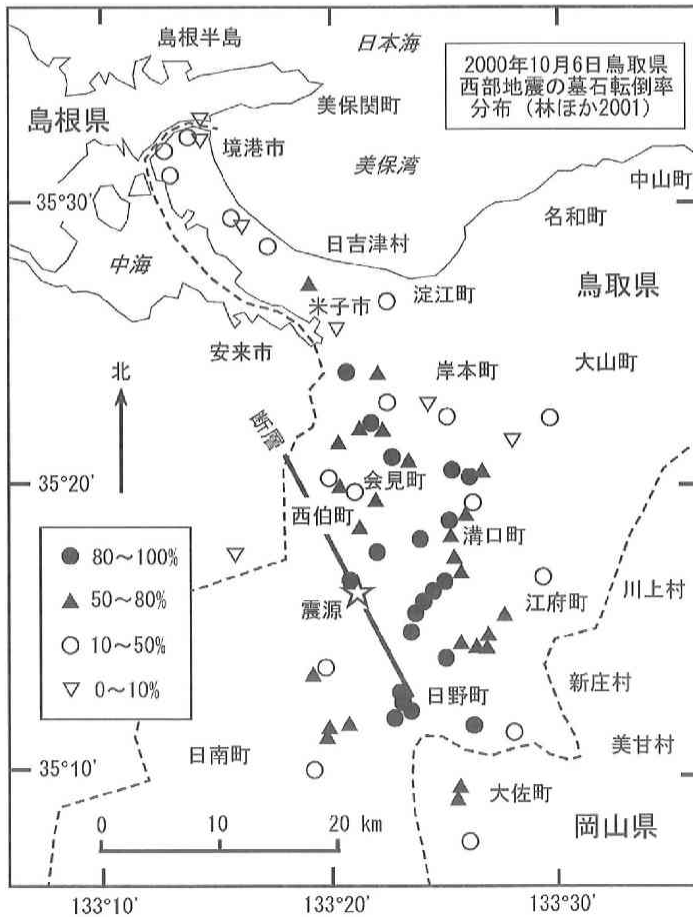 島根半島
日本海
2000年10月6日鳥取県
西部地震の墓石転倒率
分布（林ほか2001）
美保関町
島根県
境港市
美保湾
中山町
35°30'
名和町
日吉津村
中海
鳥取県
淀江町
米子市
安来市
大山町
北
岸本町
断層
35°20'
会見町
西伯町
溝口町
80～100%
50～80%
10～50%
0～10%
震源
江府町
川上村
日野町
新庄村
美甘村
日南町
35°10'
大佐町
岡山県
0 10 20 km
133°10' 133°20' 133°30'